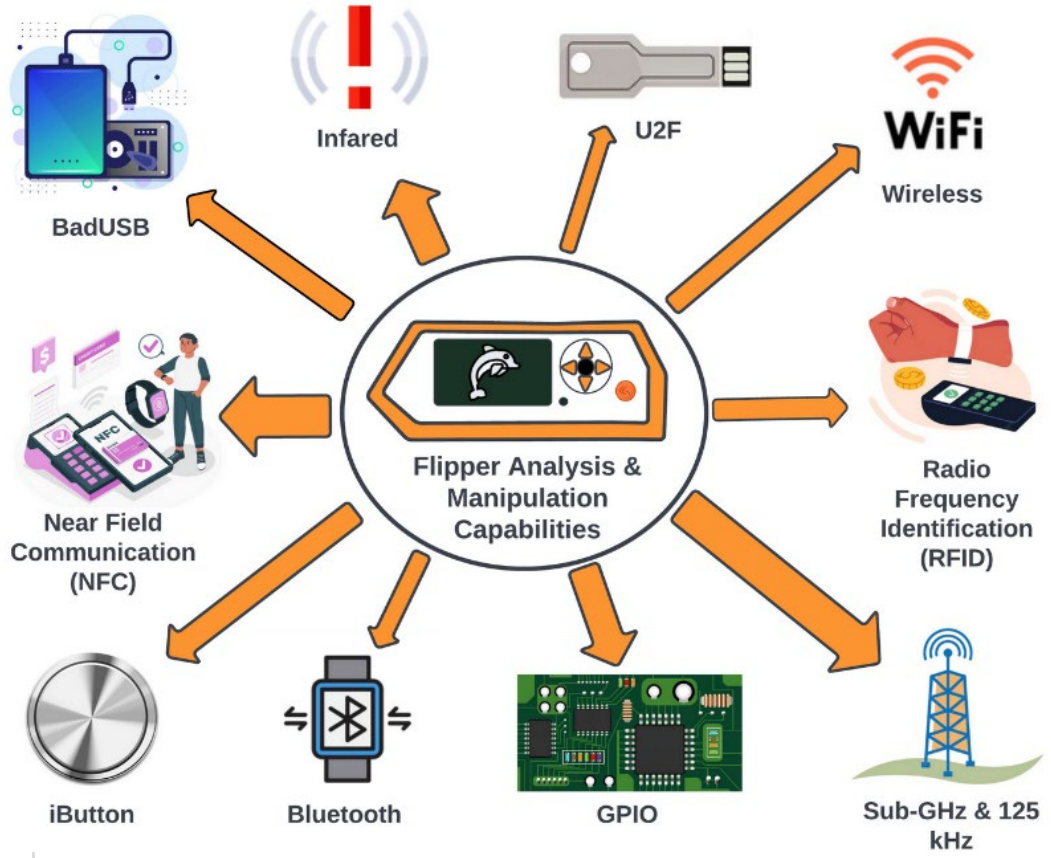 Infared
U2F
WiFi
Wireless
BadUSB
NFC
Flipper Analysis &
Manipulation
Capabilities
Near Field
Communication
(NFC)
Radio
Frequency
Identification
(RFID)
iButton
Bluetooth
GPIO
Sub-GHz & 125
kHz